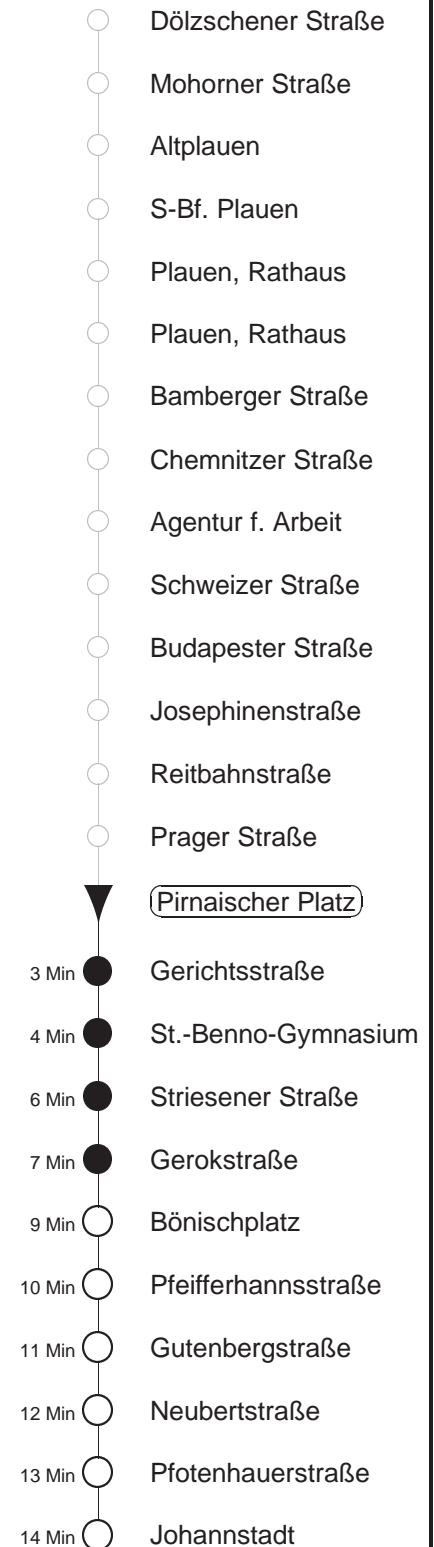 Dölzschener Straße
Mohorner Straße
Altplauen
S-Bf. Plauen
Plauen, Rathaus
Plauen, Rathaus
Bamberger Straße
Chemnitzer Straße
Agentur f. Arbeit
Schweizer Straße
Budapester Straße
Josephinenstraße
Reitbahnstraße
Prager Straße
Pirnaischer Platz
3 Min Gerichtsstraße
4 Min St.-Benno-Gymnasium
6 Min Striesener Straße
7 Min Gerokstraße
9 Min Bönischplatz
10 Min Pfeifferhannsstraße
11 Min Gutenbergstraße
12 Min Neubertstraße
13 Min Pfotenhauerstraße
14 Min Johannstadt